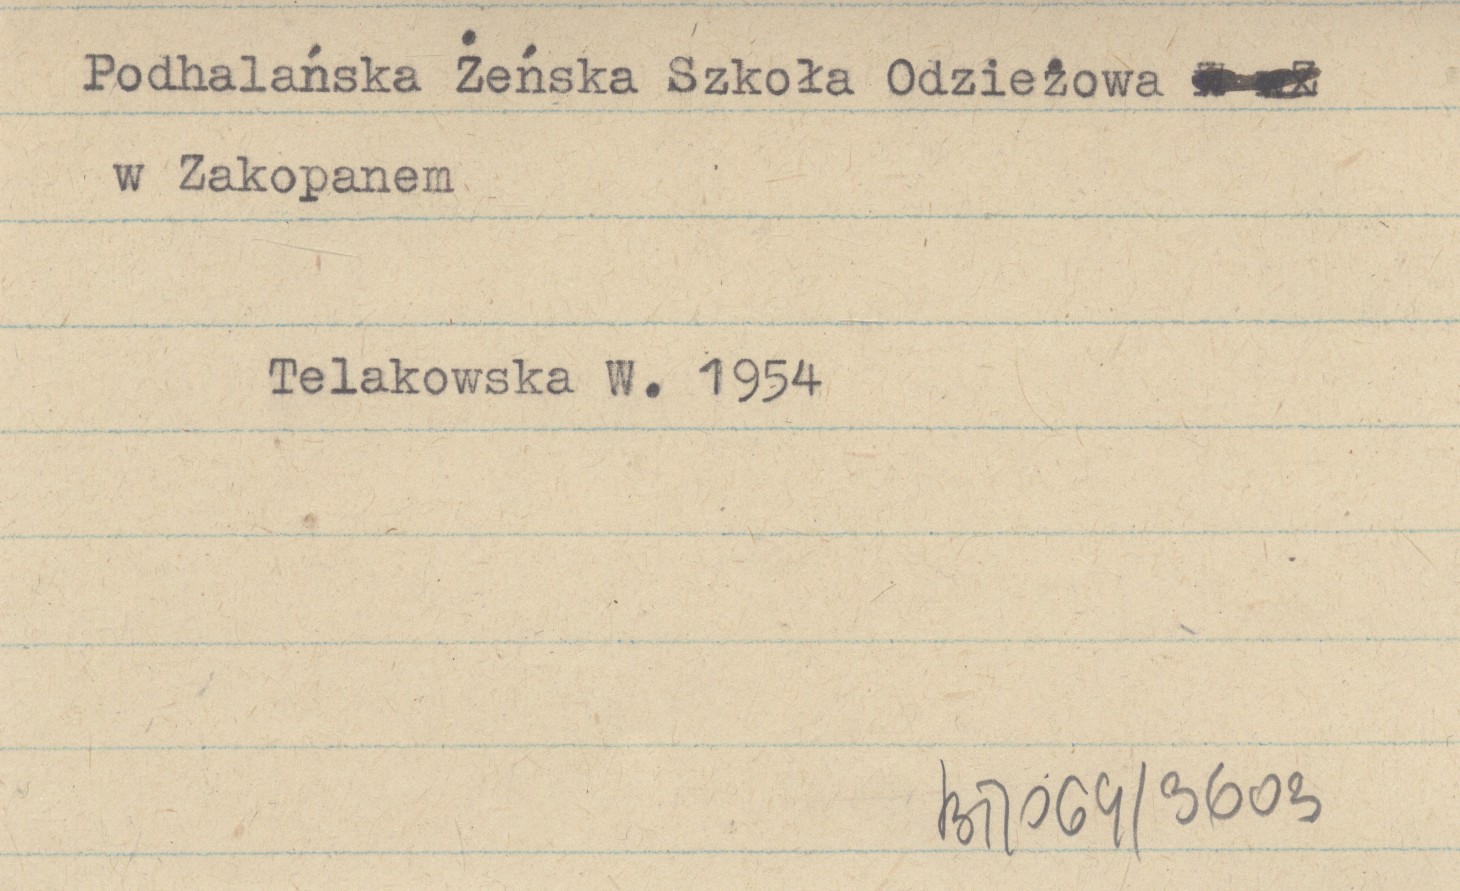 Podhalańska Żeńska Szkoła Odzieżowa
w Zakopanem
Telakowska W. 1954